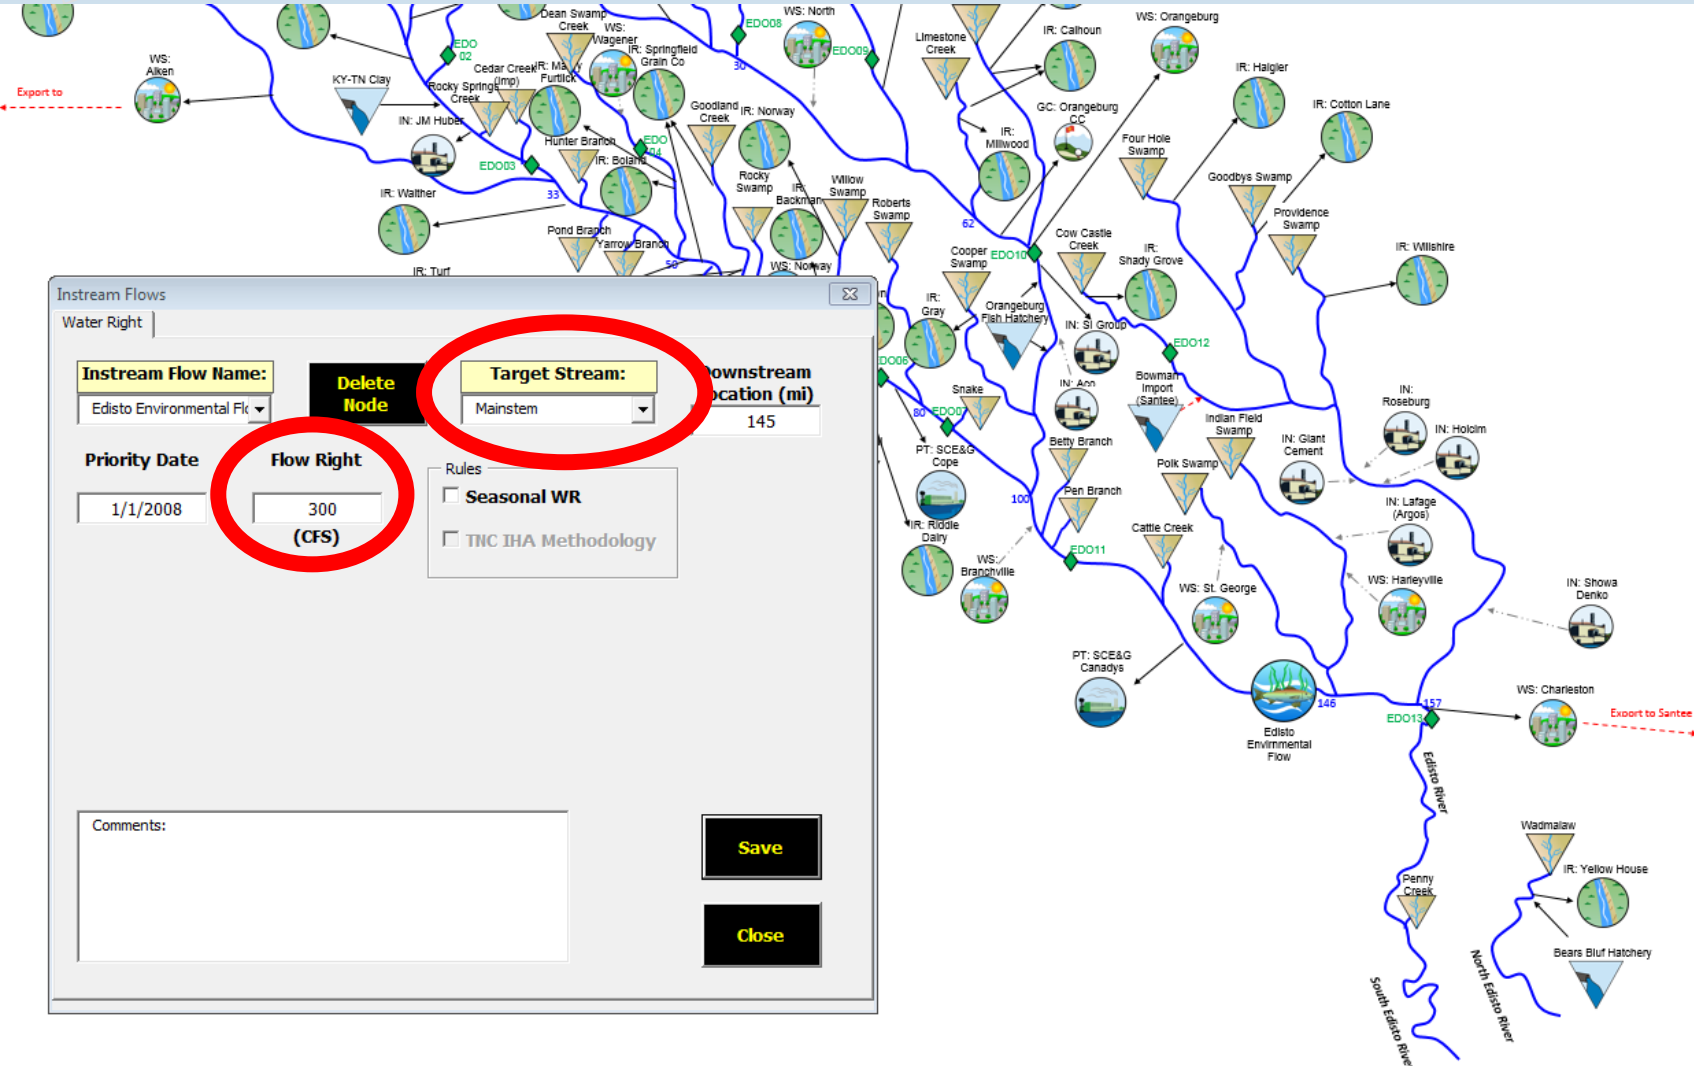 Dean Swamp
Creek
WS:
Wagener
WS: North
EDO08
EDO09
30
Limestone
Creek
IR: Calhoun
WS: Orangeburg
EDO
02
WS:
Aiken
Export to
KY-TN Clay
Cedar Creek
(Imp)
Rocky Springs
Creek
Furtick
IR: Springfield
Grain Co
IR: Haigler
IR: Cotton Lane
IN: JM Huber
Goodland
Creek
IR: Norway
GC: Orangeburg
CC
IR:
Millwood
Four Hole
Swamp
Hunter Branch
EDO
04
EDO03
IR: Boland
Rocky
Swamp
IR:
Backman
Willow
Swamp
Roberts
Swamp
Goodbys Swamp
Providence
Swamp
33
IR: Walther
62
Pond Branch
Yarrow Branch
Cooper
Swamp
EDO10
Cow Castle
Creek
IR:
Shady Grove
IR: Willshire
50
IR: Turf
WS: Norway
Instream Flows
Water Right
Instream Flow Name:
Edisto Environmental Flo
Delete
Node
Target Stream:
Mainstem
Downstream
Location (mi)
145
Priority Date
1/1/2008
Flow Right
300
(CFS)
Rules
Seasonal WR
TNC IHA Methodology
Comments:
Save
Close
IR:
Gray
Orangeburg
Fish Hatchery
IN: SI Group
EDO12
EDO06
Bowman
Import
(Santee)
Snake
80
EDO07
Indian Field
Swamp
IN:
Roseburg
IN: Holcim
IN: Giant
Cement
PT: SCE&G
Cope
Betty Branch
Polk Swamp
100
Pen Branch
IN: Lafage
(Argos)
IR: Riddle
Dairy
Cattle Creek
EDO11
WS:
Branchville
WS: St. George
WS: Harleyville
IN: Showa
Denko
PT: SCE&G
Canadys
146
157
EDO13
WS: Charleston
Export to Santee
Edisto
Envirnmental
Flow
Edisto River
Wadmalaw
IR: Yellow House
Penny
Creek
Bears Bluf Hatchery
North Edisto River
South Edisto River